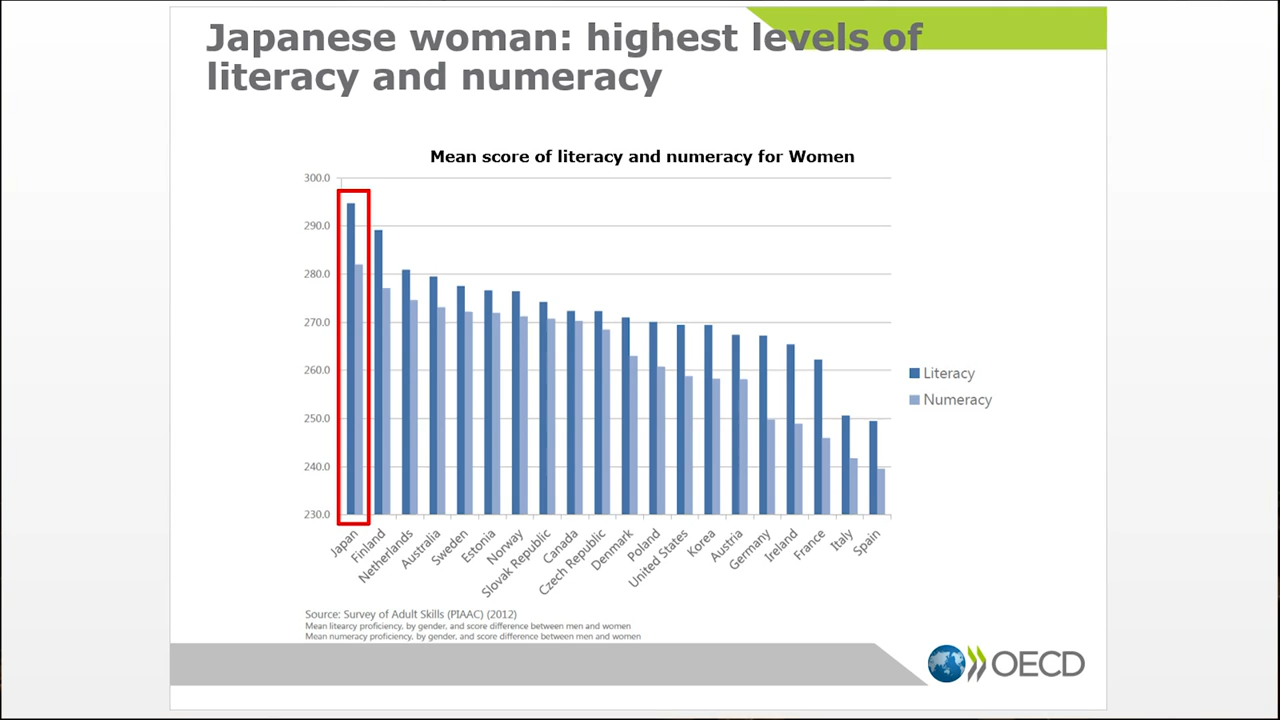 Japanese woman: highest levels of
literacy and numeracy
Mean score of literacy and numeracy for Women
300.0
290.0
280.0
270.0
260.0
250.0
240.0
230.0
Literacy
Numeracy
Japan
Finland
Netherlands
Australia
Sweden
Estonia
Norway
Slovak Republic
Canada
Czech Republic
Denmark
Poland
United States
Korea
Austria
Germany
Ireland
France
Italy
Spain
Source: Survey of Adult Skills (PIAAC) (2012)
Mean litearcy proficiency, by gender, and score difference between men and women
Mean numeracy proficiency, by gender, and score difference between men and women
OECD